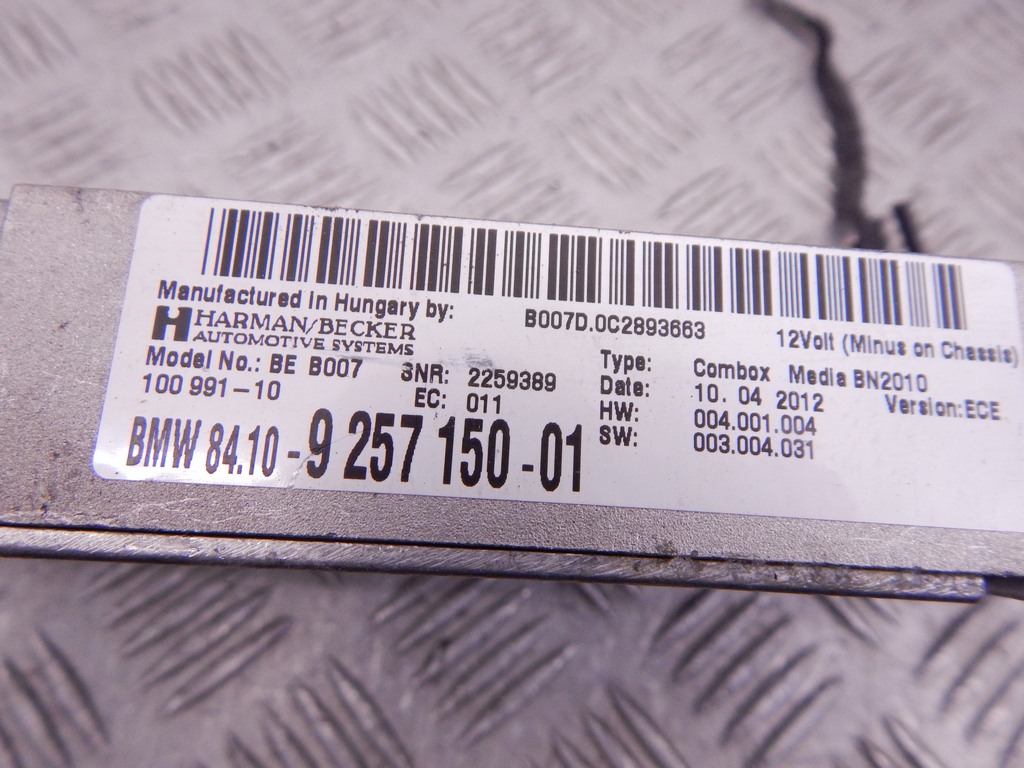 Manufactured in Hungary by:
B007D.0C2893663
12Volt (Minus on Chassis)
HARMAN/BECKER
AUTOMOTIVE SYSTEMS
Model No.: BE B007
SNR: 2259389
100 991-10
EC: 011
Type: Combox Media BN2010
Date: 10. 04 2012
Version:ECE
HW: 004.001.004
SW: 003.004.031
BMW 84.10-9 257 150-01